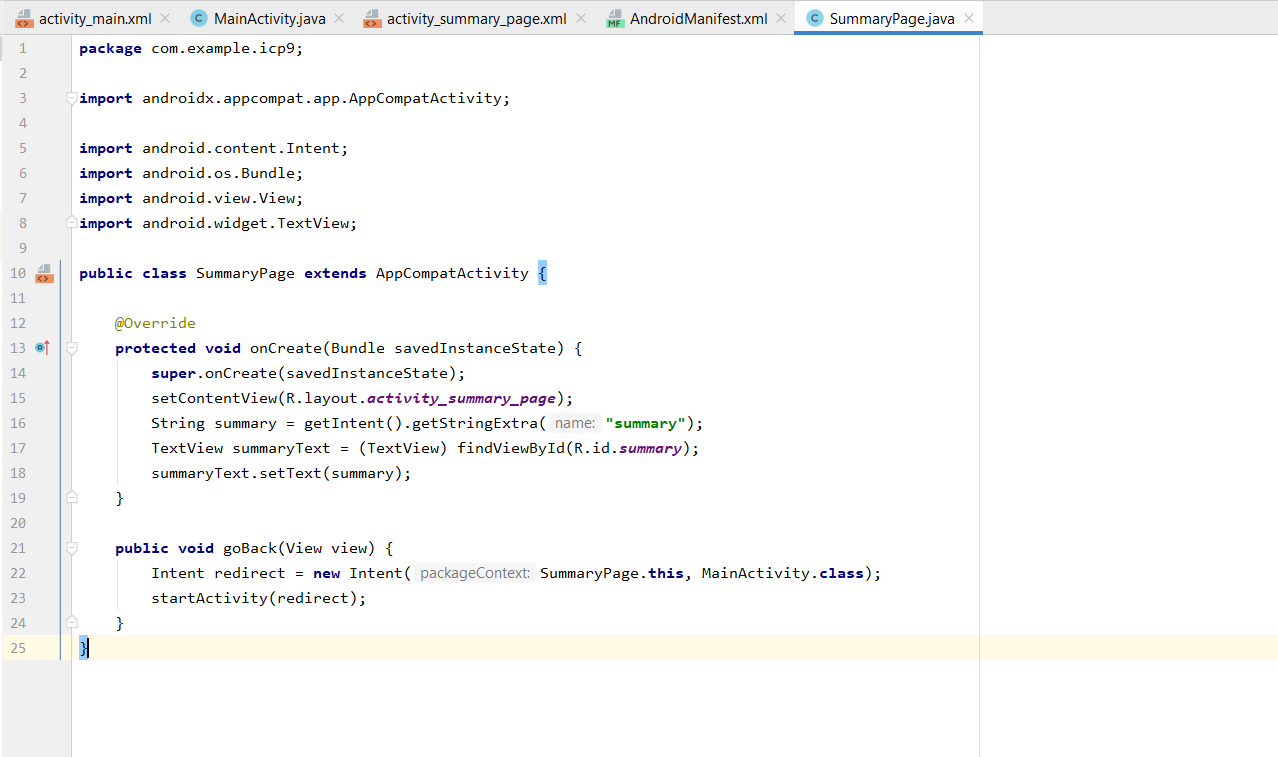 activity_main.xml MainActivity.java activity_summary_page.xml AndroidManifest.xml SummaryPage.java
1 package com.example.icp9;
2
3 import androidx.appcompat.app.AppCompatActivity;
4
5 import android.content.Intent;
6 import android.os.Bundle;
7 import android.view.View;
8 import android.widget.TextView;
9
10 public class SummaryPage extends AppCompatActivity {
11
12 @Override
13 protected void onCreate(Bundle savedInstanceState) {
14 super.onCreate(savedInstanceState);
15 setContentView(R.layout.activity_summary_page);
16 String summary = getIntent().getStringExtra( name: "summary");
17 TextView summaryText = (TextView) findViewById(R.id.summary);
18 summaryText.setText(summary);
19 }
20
21 public void goBack(View view) {
22 Intent redirect = new Intent( packageContext: SummaryPage.this, MainActivity.class);
23 startActivity(redirect);
24 }
25 }